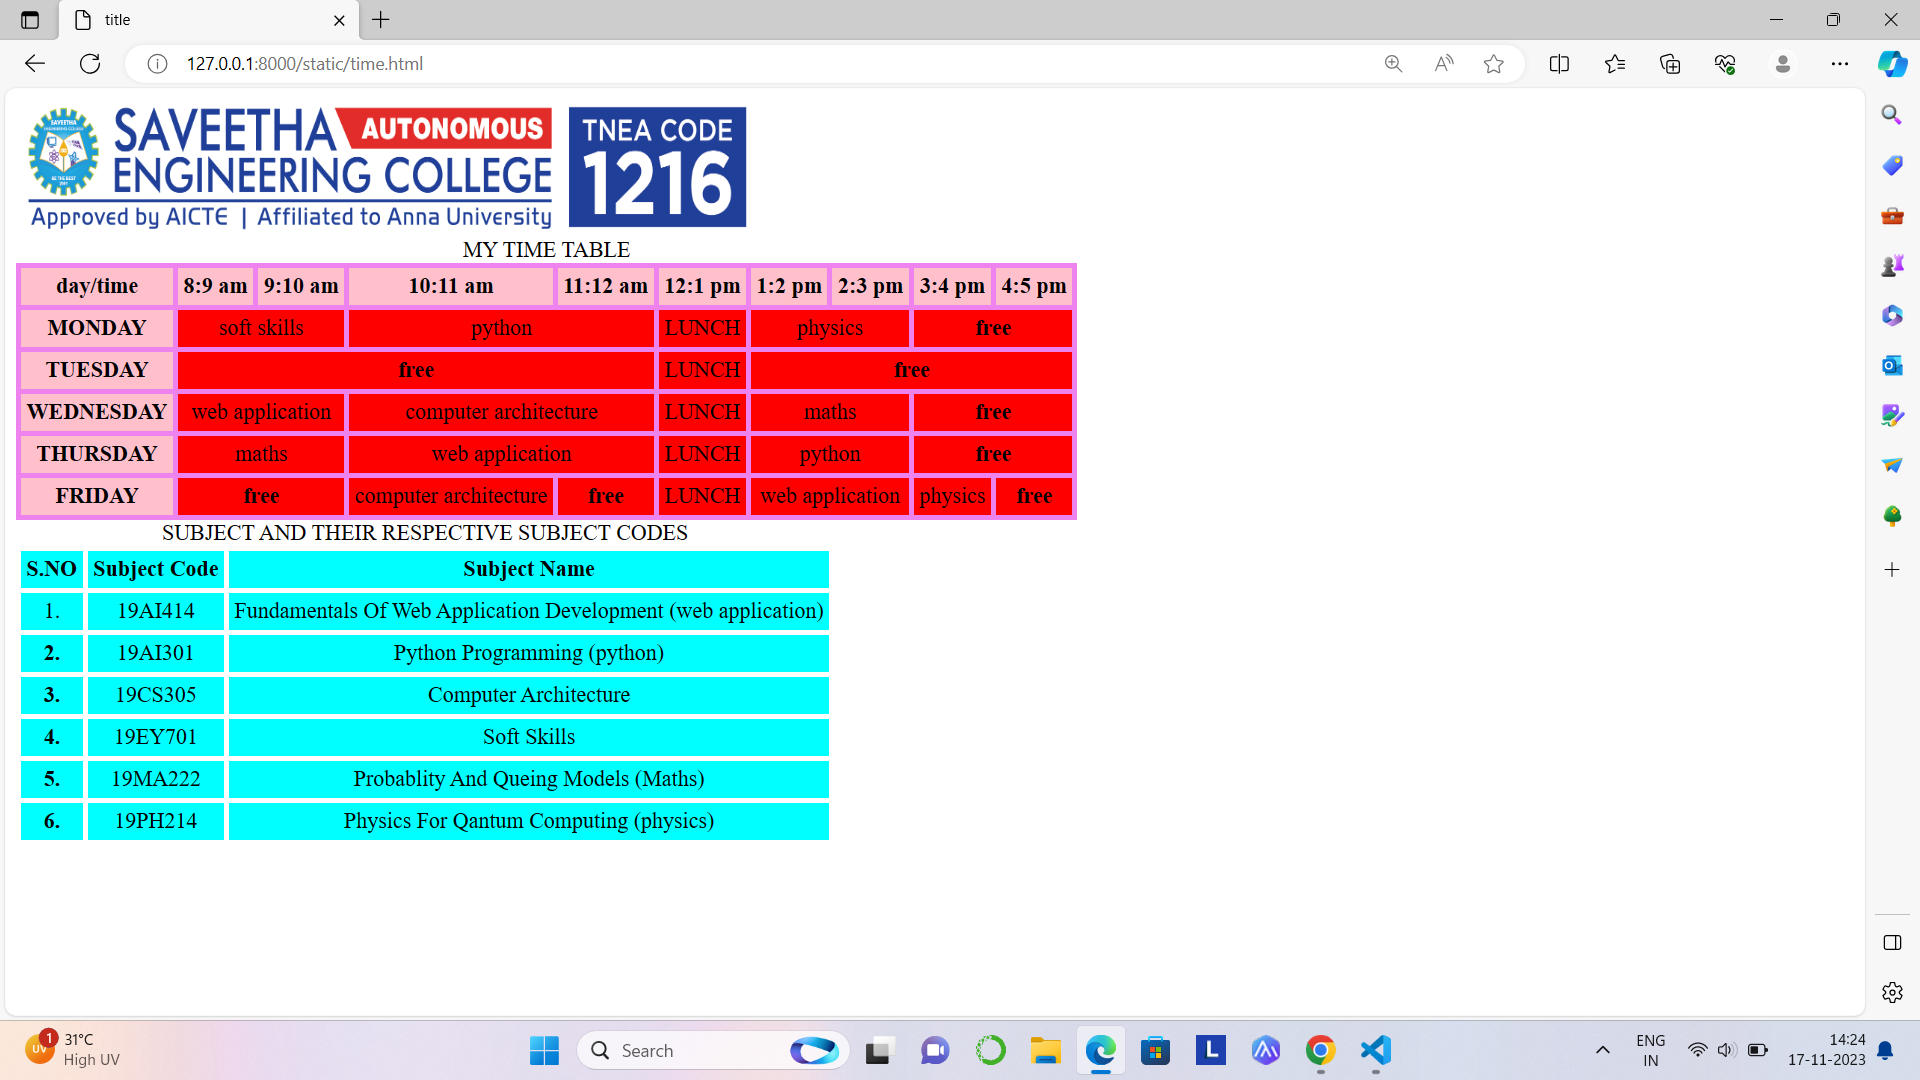 title
127.0.0.1:8000/static/time.html
SAVEETHA AUTONOMOUS
ENGINEERING COLLEGE
Approved by AICTE | Affiliated to Anna University
TNEA CODE
1216
MY TIME TABLE
day/time 8:9 am 9:10 am 10:11 am 11:12 am 12:1 pm 1:2 pm 2:3 pm 3:4 pm 4:5 pm
MONDAY soft skills python LUNCH physics free
TUESDAY free LUNCH free
WEDNESDAY web application computer architecture LUNCH maths free
THURSDAY maths web application LUNCH python free
FRIDAY free computer architecture free LUNCH web application physics free
SUBJECT AND THEIR RESPECTIVE SUBJECT CODES
S.NO Subject Code Subject Name
1. 19AI414 Fundamentals Of Web Application Development (web application)
2. 19AI301 Python Programming (python)
3. 19CS305 Computer Architecture
4. 19EY701 Soft Skills
5. 19MA222 Probablity And Queing Models (Maths)
6. 19PH214 Physics For Qantum Computing (physics)
1 UV 31°C
High UV
Search
L
ENG
IN
14:24
17-11-2023